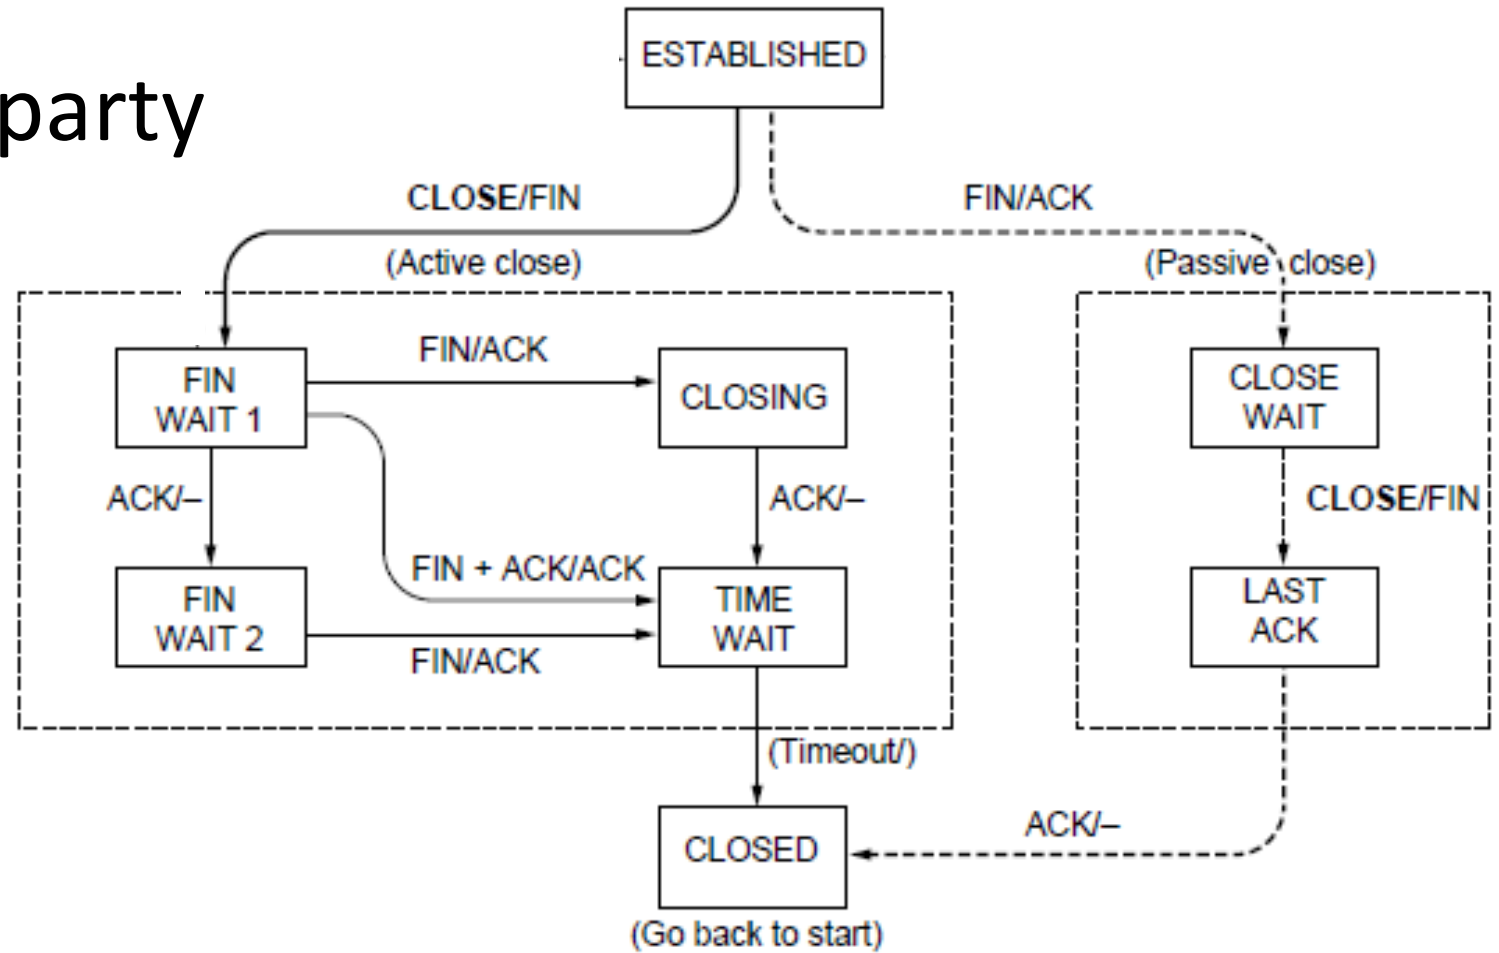 ESTABLISHED
party
CLOSE/FIN
FIN/ACK
(Active close)
(Passive close)
FIN/ACK
FIN
WAIT 1
CLOSING
CLOSE
WAIT
ACK/–
ACK/–
CLOSE/FIN
FIN + ACK/ACK
FIN
WAIT 2
TIME
WAIT
LAST
ACK
FIN/ACK
(Timeout/)
ACK/–
CLOSED
(Go back to start)